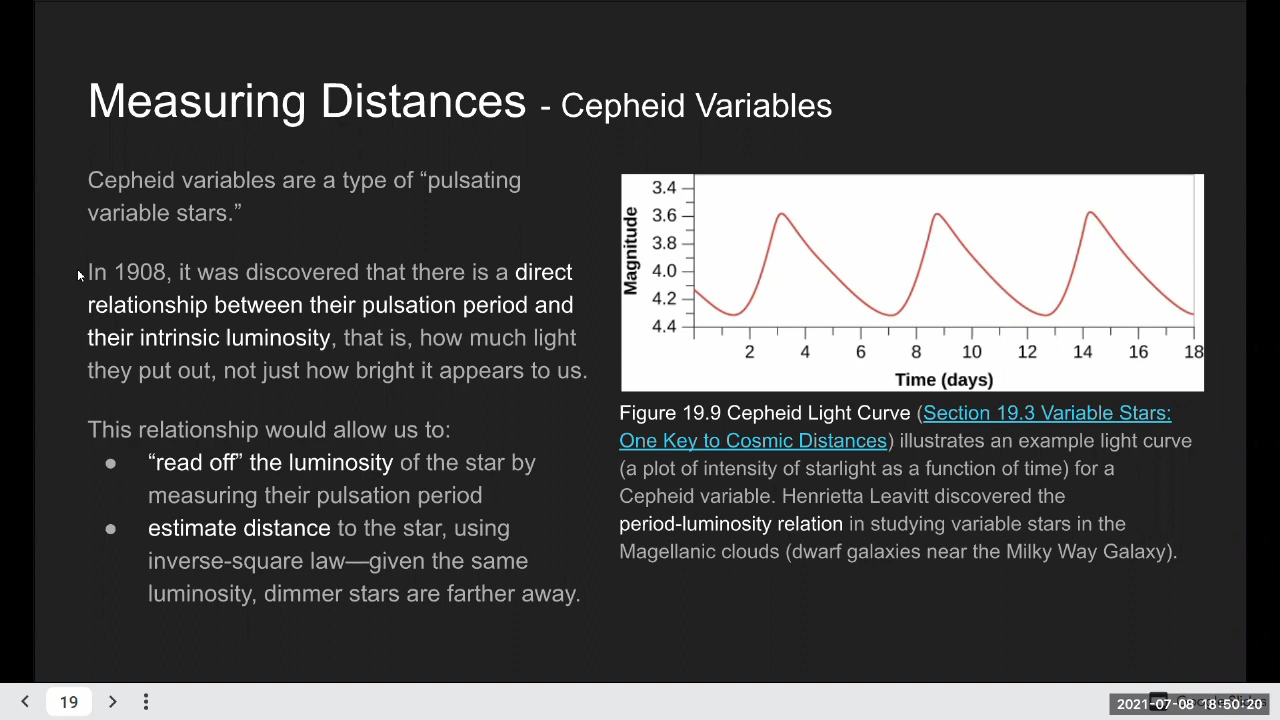 Measuring Distances - Cepheid Variables
Cepheid variables are a type of “pulsating
variable stars.”
In 1908, it was discovered that there is a direct
relationship between their pulsation period and
their intrinsic luminosity, that is, how much light
they put out, not just how bright it appears to us.
This relationship would allow us to:
● “read off” the luminosity of the star by
measuring their pulsation period
● estimate distance to the star, using
inverse-square law—given the same
luminosity, dimmer stars are farther away.
Magnitude
3.4
3.6
3.8
4.0
4.2
4.4
2 4 6 8 10 12 14 16 18
Time (days)
Figure 19.9 Cepheid Light Curve (Section 19.3 Variable Stars:
One Key to Cosmic Distances) illustrates an example light curve
(a plot of intensity of starlight as a function of time) for a
Cepheid variable. Henrietta Leavitt discovered the
period-luminosity relation in studying variable stars in the
Magellanic clouds (dwarf galaxies near the Milky Way Galaxy).
19
2021-07-08 18:50:20